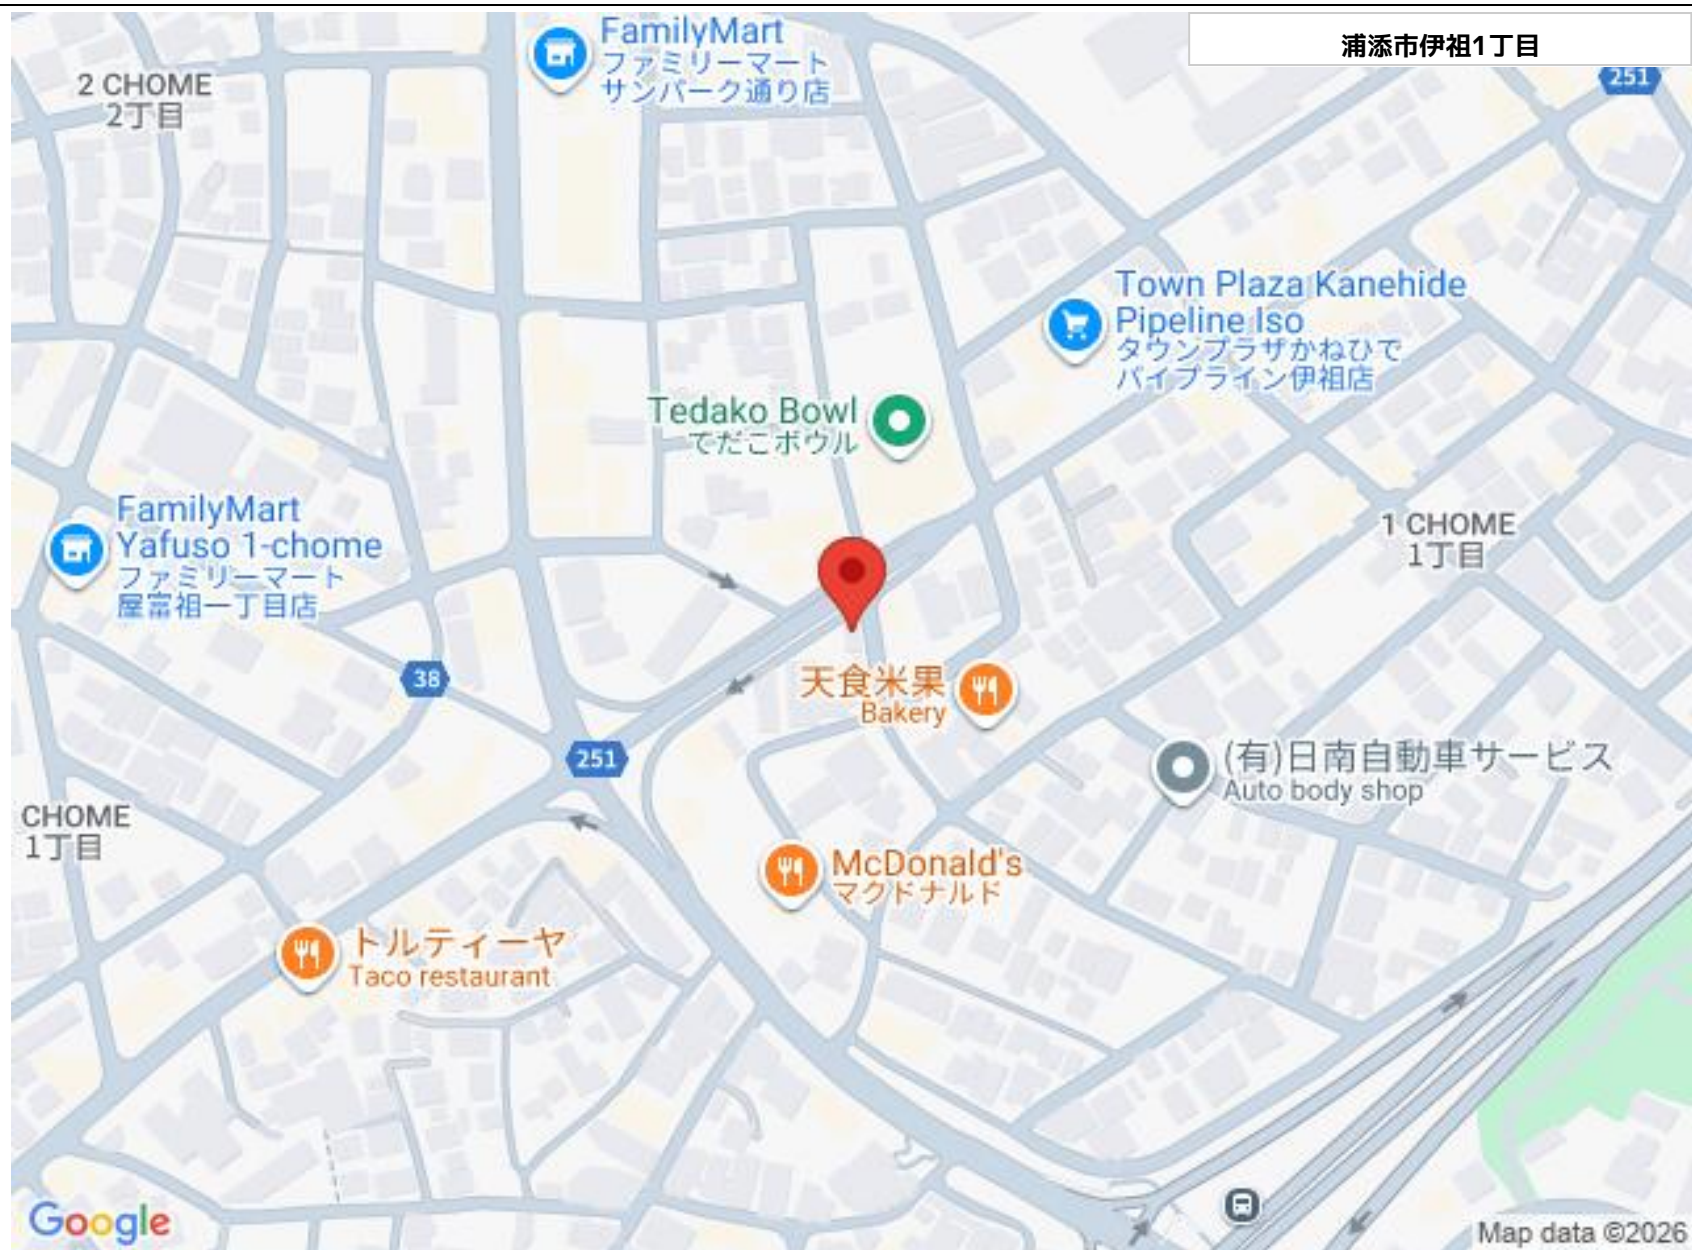 浦添市伊祖1丁目
251
FamilyMart
ファミリーマート
サンパーク通り店
2 CHOME
2丁目
Town Plaza Kanehide
Pipeline Iso
タウンプラザかねひで
パイプライン伊祖店
Tedako Bowl
てだこボウル
FamilyMart
Yafuso 1-chome
ファミリーマート
屋富祖一丁目店
1 CHOME
1丁目
38
天食米果
Bakery
251
(有)日南自動車サービス
Auto body shop
CHOME
1丁目
McDonald's
マクドナルド
トルティーヤ
Taco restaurant
Google
Map data ©2026